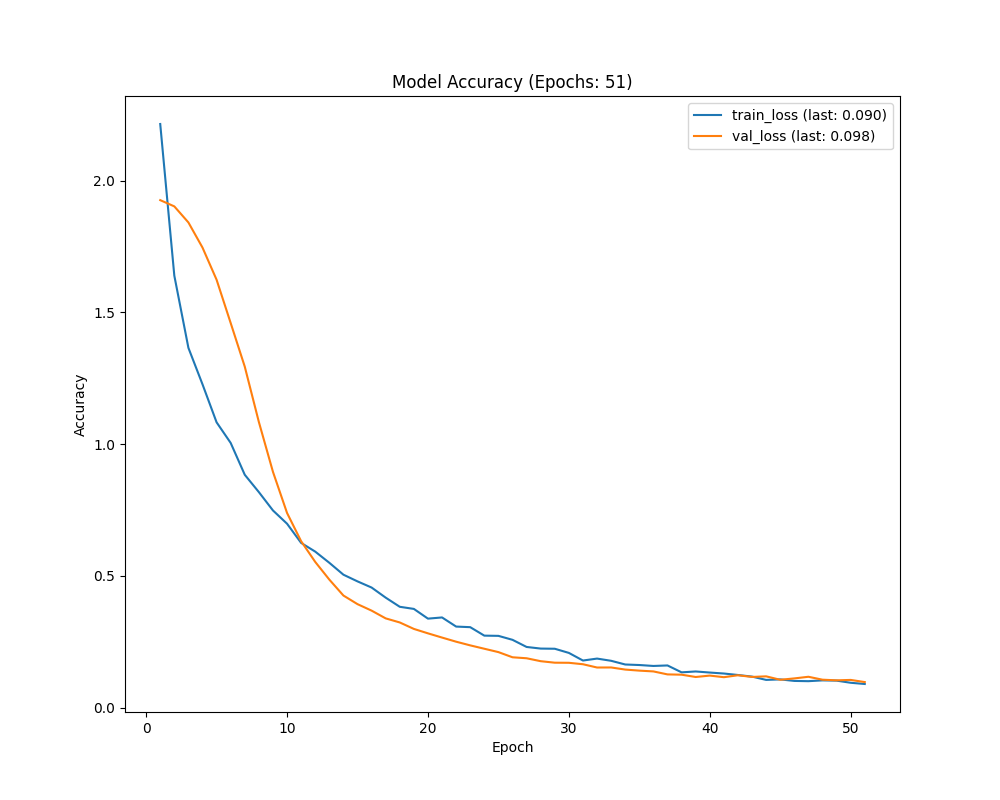 Model Accuracy (Epochs: 51)
train_loss (last: 0.090)
val_loss (last: 0.098)
Accuracy
2.0
1.5
1.0
0.5
0.0
0 10 20 30 40 50
Epoch